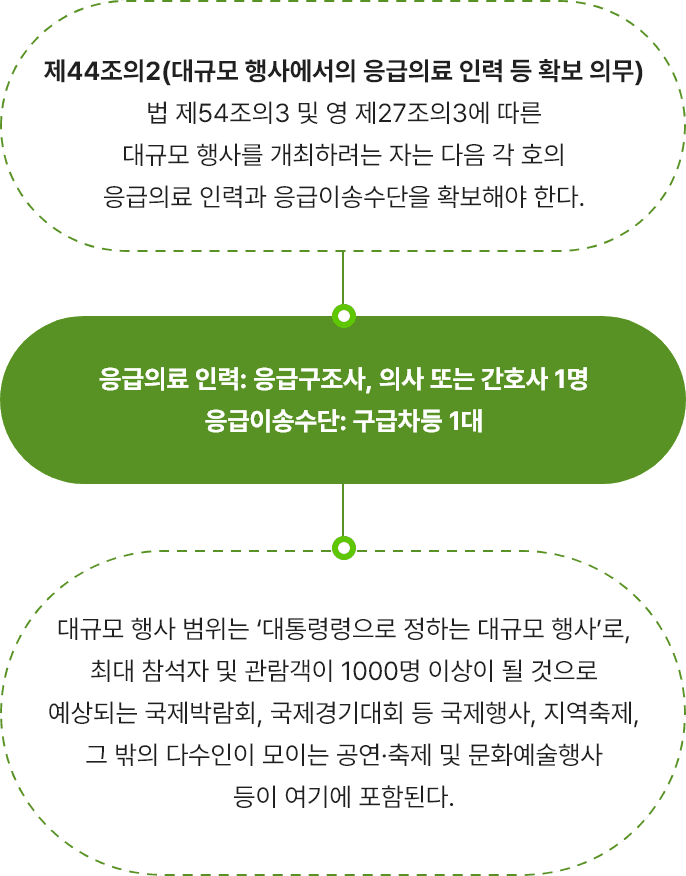 제44조의2(대규모 행사에서의 응급의료 인력 등 확보 의무)
법 제54조의3 및 영 제27조의3에 따른
대규모 행사를 개최하려는 자는 다음 각 호의
응급의료 인력과 응급이송수단을 확보해야 한다.
응급의료 인력: 응급구조사, 의사 또는 간호사 1명
응급이송수단: 구급차등 1대
대규모 행사 범위는 ‘대통령령으로 정하는 대규모 행사’로,
최대 참석자 및 관람객이 1000명 이상이 될 것으로
예상되는 국제박람회, 국제경기대회 등 국제행사, 지역축제,
그 밖의 다수인이 모이는 공연·축제 및 문화예술행사
등이 여기에 포함된다.